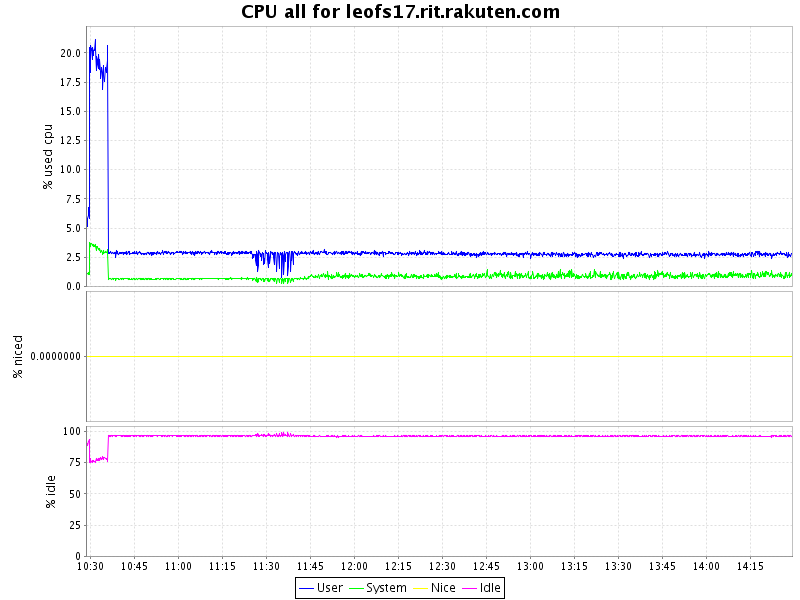 CPU all for leofs17.rit.rakuten.com
% used cpu
20.0
17.5
15.0
12.5
10.0
7.5
5.0
2.5
0.0
% niced
0.0000000
% idle
100
75
50
25
0
10:30 10:45 11:00 11:15 11:30 11:45 12:00 12:15 12:30 12:45 13:00 13:15 13:30 13:45 14:00 14:15
User System Nice Idle